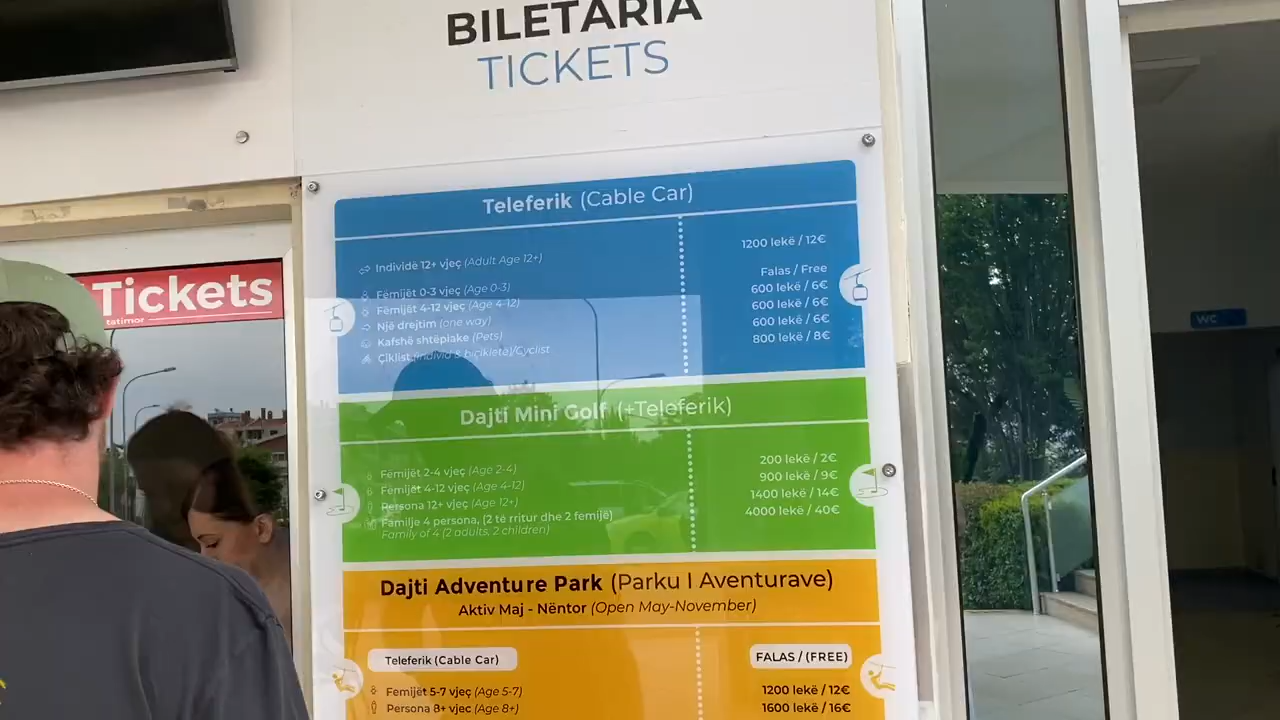 BILETARIA
TICKETS
Teleferik (Cable Car)
Individë 12+ vjeç (Adult Age 12+)
1200 lekë / 12€
Fëmijët 0-3 vjeç (Age 0-3)
Falas / Free
Fëmijët 4-12 vjeç (Age 4-12)
600 lekë / 6€
Një drejtim (one way)
600 lekë / 6€
Kafshë shtëpiake (Pets)
600 lekë / 6€
Çiklist (individ & biçikletë)/Cyclist
800 lekë / 8€
Tickets
tatimor
WC
Dajti Mini Golf (+Teleferik)
Fëmijët 2-4 vjeç (Age 2-4)
200 lekë / 2€
Fëmijët 4-12 vjeç (Age 4-12)
900 lekë / 9€
Persona 12+ vjeç (Age 12+)
1400 lekë / 14€
Familje 4 persona, (2 të rritur dhe 2 femijë)
4000 lekë / 40€
Family of 4 (2 adults, 2 children)
Dajti Adventure Park (Parku I Aventurave)
Aktiv Maj - Nëntor (Open May-November)
Teleferik (Cable Car)
FALAS / (FREE)
Fëmijët 5-7 vjeç (Age 5-7)
1200 lekë / 12€
Persona 8+ vjeç (Age 8+)
1600 lekë / 16€